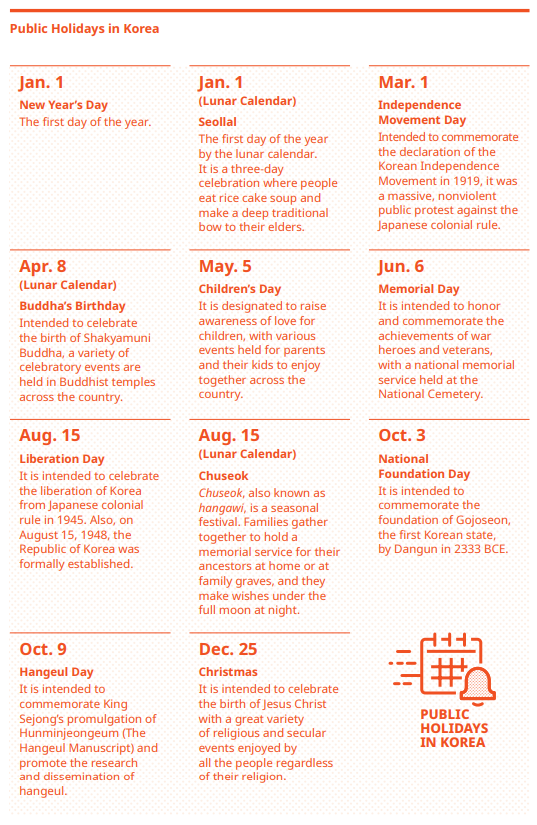 Public Holidays in Korea
Jan. 1
New Year's Day
The first day of the year.
Jan. 1
(Lunar Calendar)
Seollal
The first day of the year
by the lunar calendar.
It is a three-day
celebration where people
eat rice cake soup and
make a deep traditional
bow to their elders.
Mar. 1
Independence
Movement Day
Intended to commemorate
the declaration of the
Korean Independence
Movement in 1919, it was
a massive, nonviolent
public protest against the
Japanese colonial rule.
Apr. 8
(Lunar Calendar)
Buddha's Birthday
Intended to celebrate
the birth of Shakyamuni
Buddha, a variety of
celebratory events are
held in Buddhist temples
across the country.
May. 5
Children's Day
It is designated to raise
awareness of love for
children, with various
events held for parents
and their kids to enjoy
together across the
country.
Jun. 6
Memorial Day
It is intended to honor
and commemorate the
achievements of war
heroes and veterans,
with a national memorial
service held at the
National Cemetery.
Aug. 15
Liberation Day
It is intended to celebrate
the liberation of Korea
from Japanese colonial
rule in 1945. Also, on
August 15, 1948, the
Republic of Korea was
formally established.
Aug. 15
(Lunar Calendar)
Chuseok
Chuseok, also known as
hangawi, is a seasonal
festival. Families gather
together to hold a
memorial service for their
ancestors at home or at
family graves, and they
make wishes under the
full moon at night.
Oct. 3
National
Foundation Day
It is intended to
commemorate the
foundation of Gojoseon,
the first Korean state,
by Dangun in 2333 BCE.
Oct. 9
Hangeul Day
It is intended to
commemorate King
Sejong's promulgation of
Hunminjeongeum (The
Hangeul Manuscript) and
promote the research
and dissemination of
hangeul.
Dec. 25
Christmas
It is intended to celebrate
the birth of Jesus Christ
with a great variety
of religious and secular
events enjoyed by
all the people regardless
of their religion.
PUBLIC
HOLIDAYS
IN KOREA